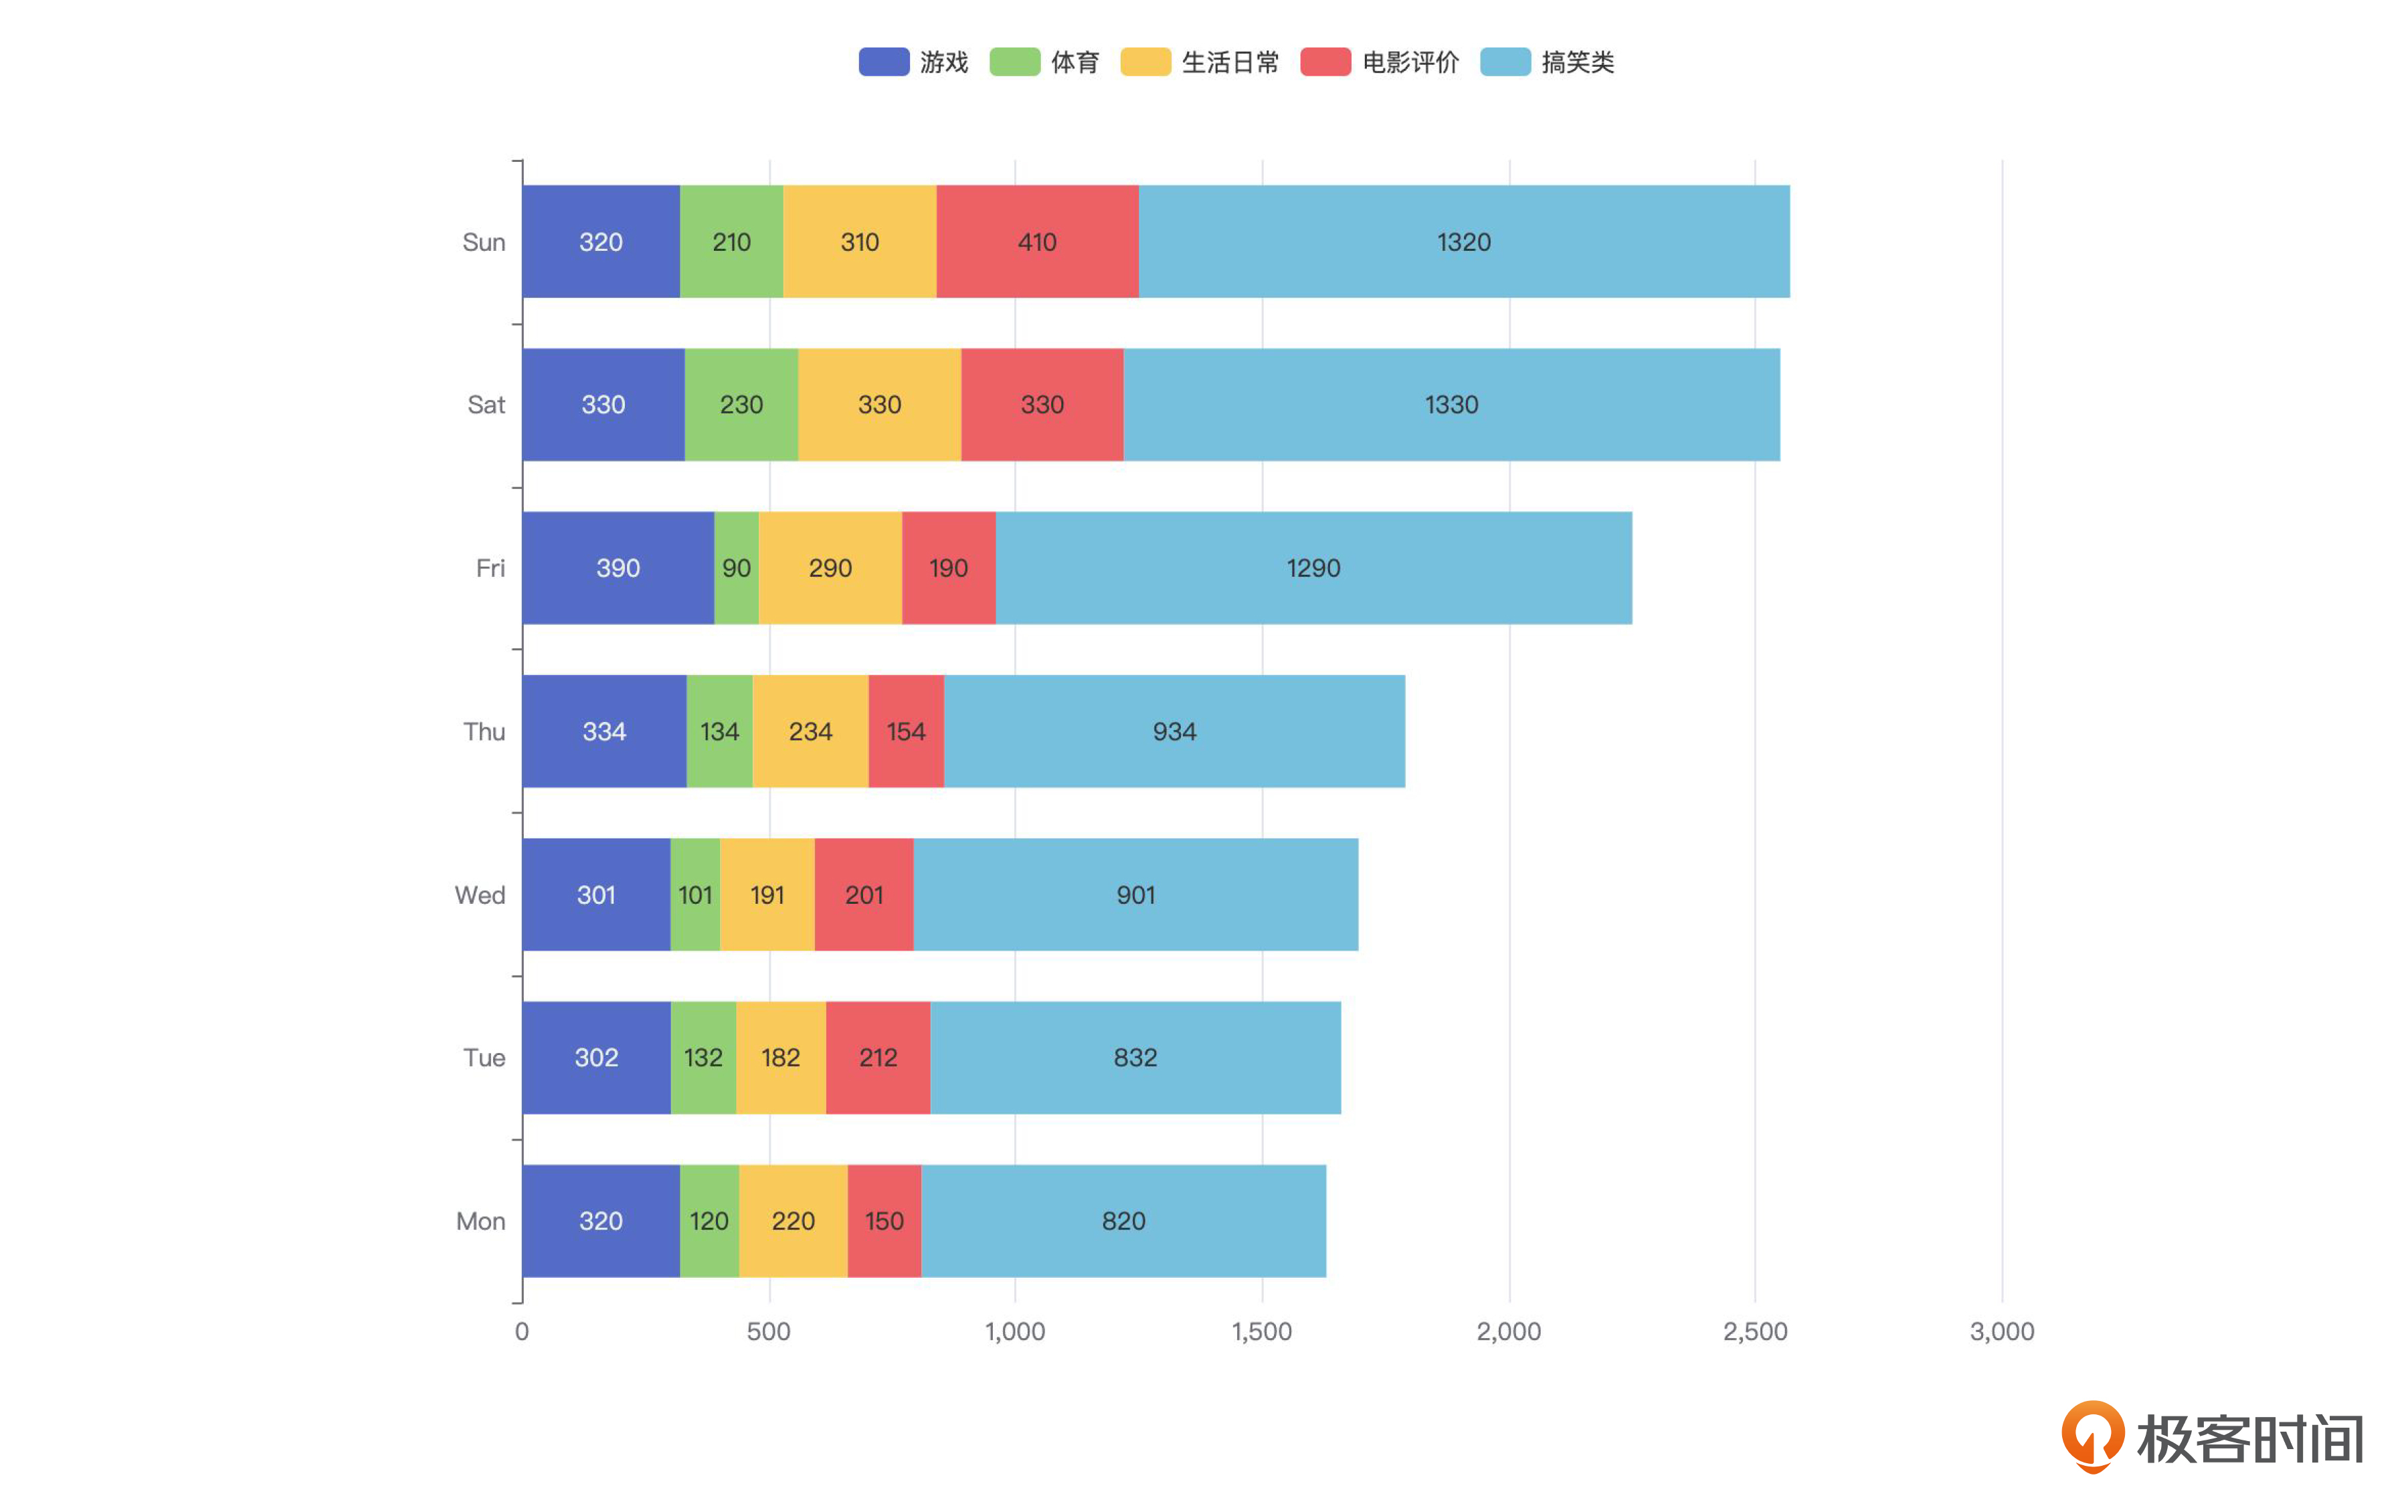 游戏 体育 生活日常 电影评价 搞笑类
Sun 320 210 310 410 1320
Sat 330 230 330 330 1330
Fri 390 90 290 190 1290
Thu 334 134 234 154 934
Wed 301 101 191 201 901
Tue 302 132 182 212 832
Mon 320 120 220 150 820
0 500 1,000 1,500 2,000 2,500 3,000
极客时间